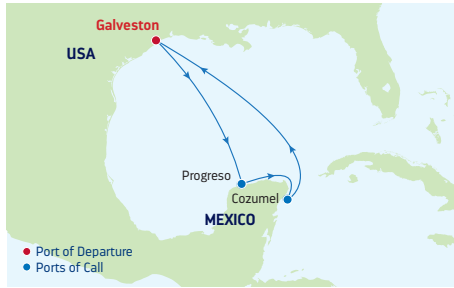 Galveston
USA
Progreso
Cozumel
MEXICO
Port of Departure
Ports of Call